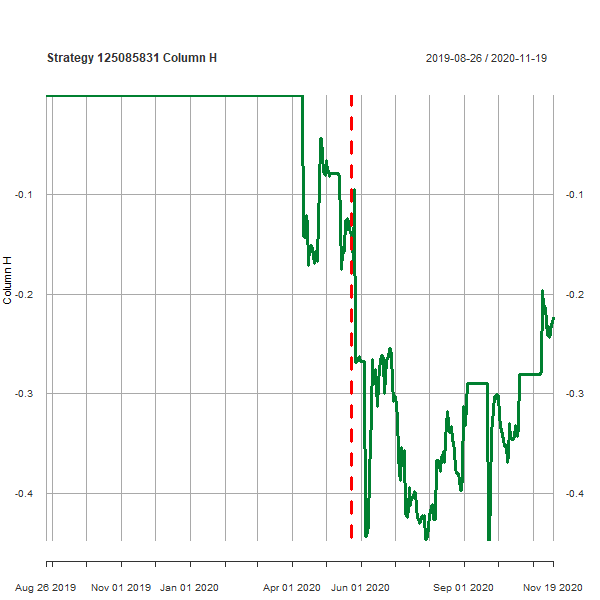 Strategy 125085831 Column H
2019-08-26 / 2020-11-19
-0.1
-0.1
-0.2
-0.2
-0.3
-0.3
-0.4
-0.4
Column H
Aug 26 2019
Nov 01 2019
Jan 01 2020
Apr 01 2020
Jun 01 2020
Sep 01 2020
Nov 19 2020